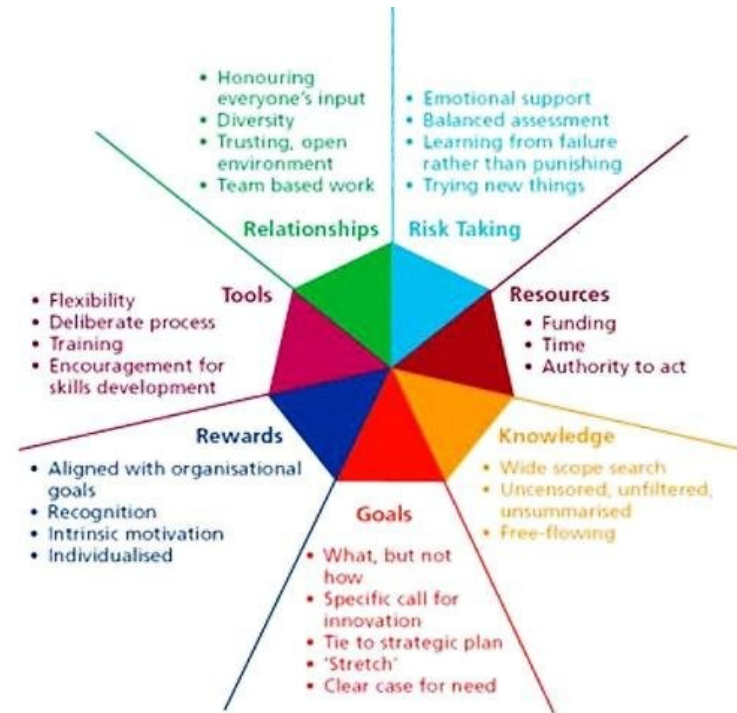 • Honouring
everyone's input
• Diversity
• Trusting, open
environment
• Team based work
Relationships
• Emotional support
• Balanced assessment
• Learning from failure
rather than punishing
• Trying new things
Risk Taking
Tools
• Flexibility
• Deliberate process
• Training
• Encouragement for
skills development
Resources
• Funding
• Time
• Authority to act
Rewards
• Aligned with organisational
goals
• Recognition
• Intrinsic motivation
• Individualised
Knowledge
• Wide scope search
• Uncensored, unfiltered,
unsummarised
• Free-flowing
Goals
• What, but not
how
• Specific call for
innovation
• Tie to strategic plan
• 'Stretch'
• Clear case for need